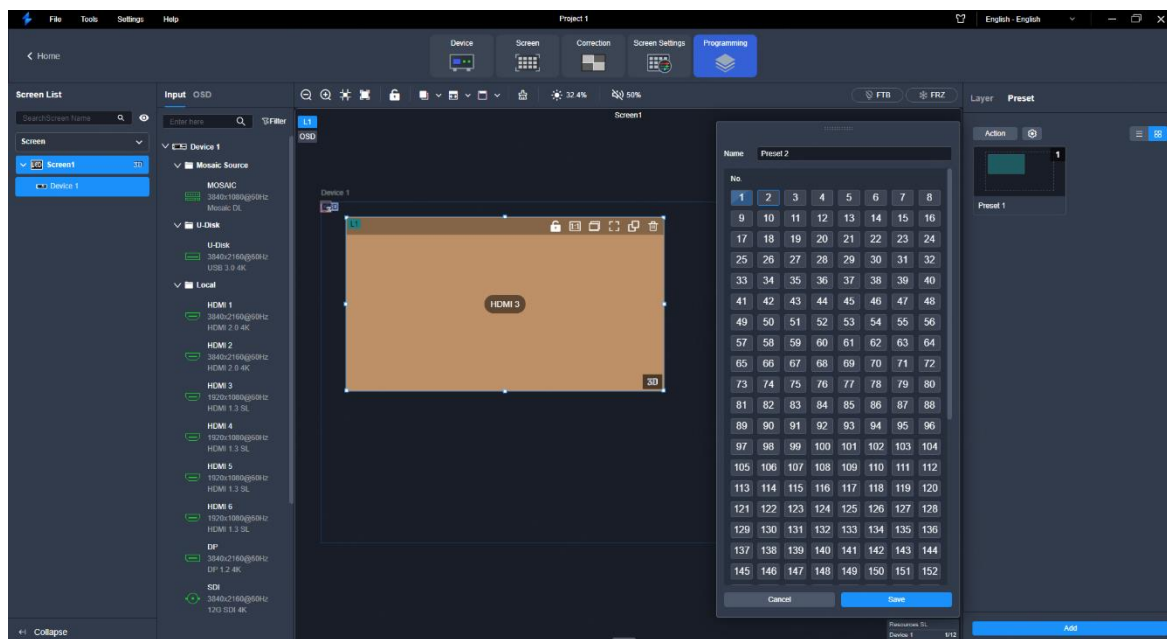 File Tools Settings Help
Project 1
English - English
Home
Device Screen Correction Screen Settings Programming
Screen List
SearchScreen Name
Screen
Screen1 3D
Device 1
Input OSD
Enter here Filter
Device 1
Mosaic Source
MOSAIC
3840x1080@60Hz
Mosaic DL
U-Disk
U-Disk
3840x2160@60Hz
USB 3.0 4K
Local
HDMI 1
3840x2160@60Hz
HDMI 2.0 4K
HDMI 2
3840x2160@60Hz
HDMI 2.0 4K
HDMI 3
1920x1080@60Hz
HDMI 1.3 SL
HDMI 4
1920x1080@60Hz
HDMI 1.3 SL
HDMI 5
1920x1080@60Hz
HDMI 1.3 SL
HDMI 6
1920x1080@60Hz
HDMI 1.3 SL
DP
3840x2160@60Hz
DP 1.2 4K
SDI
3840x2160@60Hz
12G SDI 4K
Collapse
32.4% 50% FTB FRZ
L1
OSD
Screen1
Device 1
L1
HDMI 3
3D
Name Preset 2
No.
1 2 3 4 5 6 7 8
9 10 11 12 13 14 15 16
17 18 19 20 21 22 23 24
25 26 27 28 29 30 31 32
33 34 35 36 37 38 39 40
41 42 43 44 45 46 47 48
49 50 51 52 53 54 55 56
57 58 59 60 61 62 63 64
65 66 67 68 69 70 71 72
73 74 75 76 77 78 79 80
81 82 83 84 85 86 87 88
89 90 91 92 93 94 95 96
97 98 99 100 101 102 103 104
105 106 107 108 109 110 111 112
113 114 115 116 117 118 119 120
121 122 123 124 125 126 127 128
129 130 131 132 133 134 135 136
137 138 139 140 141 142 143 144
145 146 147 148 149 150 151 152
Cancel Save
Resources SL
Device 1 1/12
Layer Preset
Action
1
Preset 1
Add